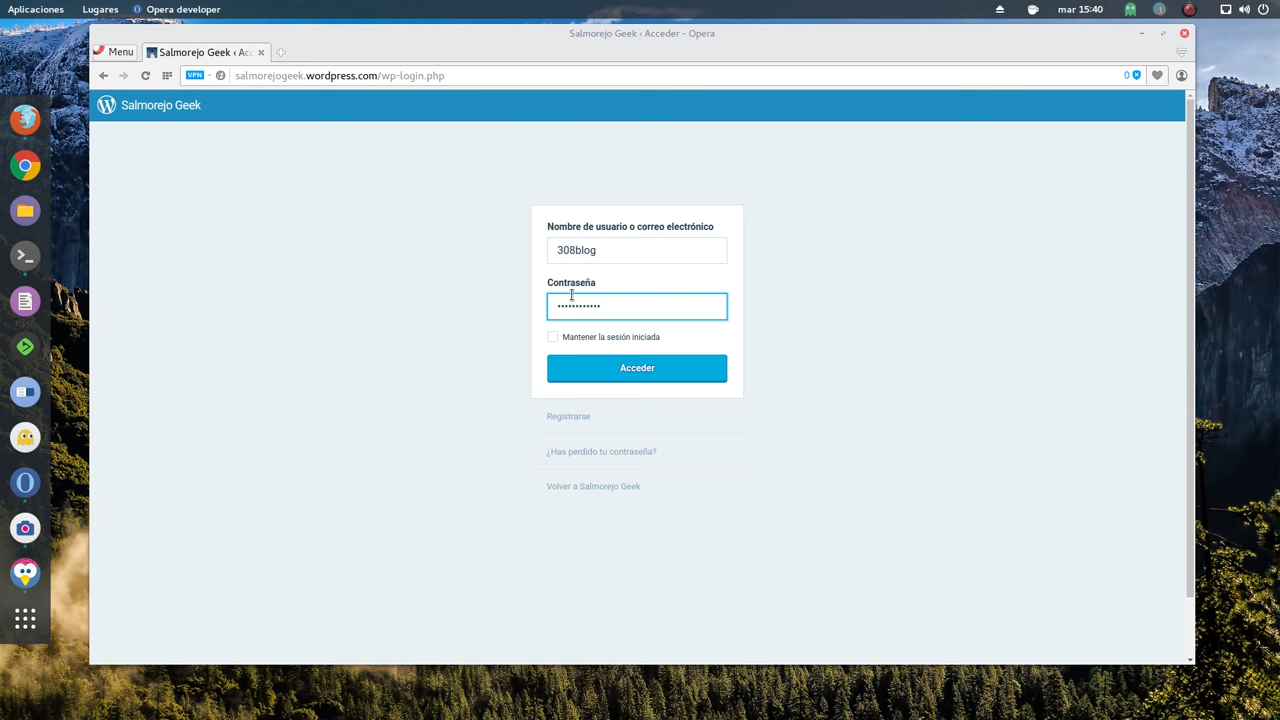 Aplicaciones Lugares Opera developer mar 15:40
Salmorejo Geek ‹ Acceder - Opera
Menu Salmorejo Geek ‹ Acc
VPN salmorejogeek.wordpress.com/wp-login.php 0
Salmorejo Geek
Nombre de usuario o correo electrónico
308blog
Contraseña
••••••••••••
Mantener la sesión iniciada
Acceder
Registrarse
¿Has perdido tu contraseña?
Volver a Salmorejo Geek